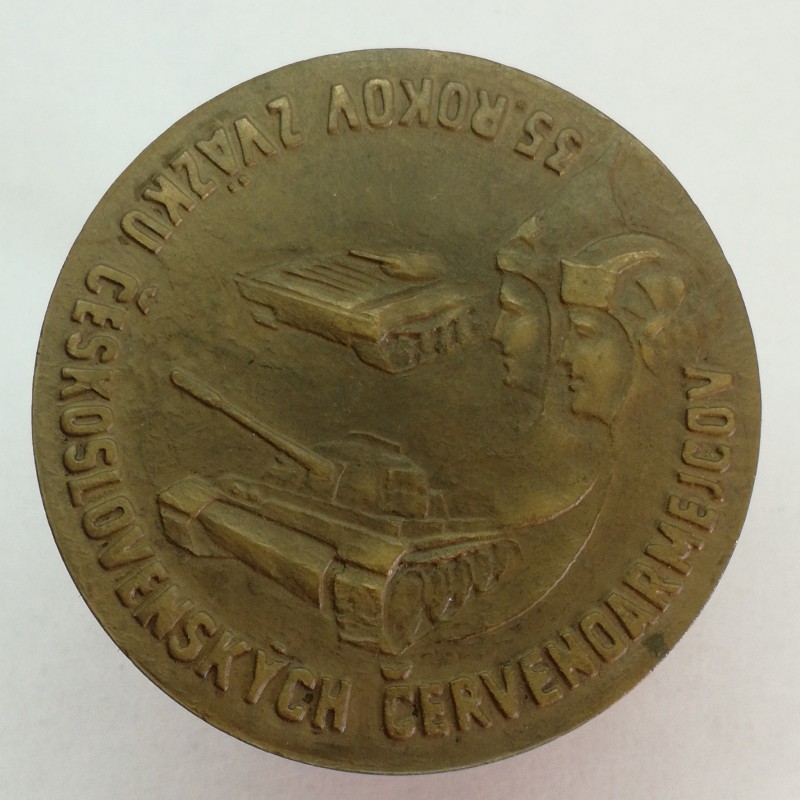 35. ROKOV ZVÄZKU ČESKOSLOVENSKÝCH ČERVENOARMEJCOV